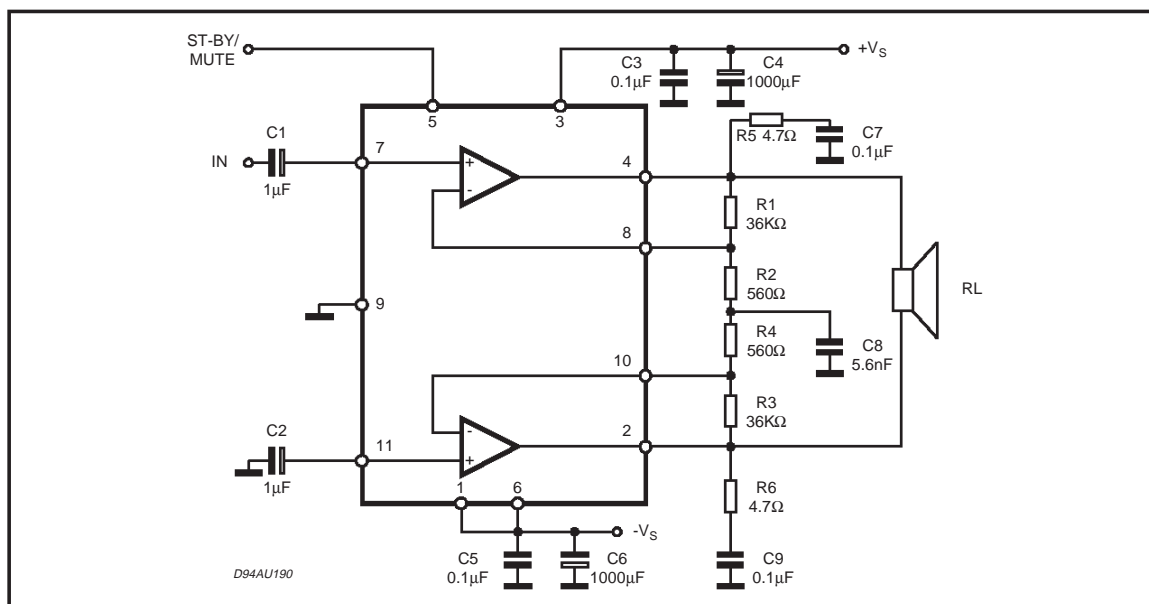 ST-BY/
MUTE
+VS
C3
0.1µF
C4
1000µF
5
3
R5 4.7Ω
C7
0.1µF
C1
IN
1µF
7
+
-
4
R1
36KΩ
8
R2
560Ω
RL
9
R4
560Ω
C8
5.6nF
10
R3
36KΩ
C2
1µF
11
-
+
2
1
6
R6
4.7Ω
-VS
C5
0.1µF
C6
1000µF
C9
0.1µF
D94AU190